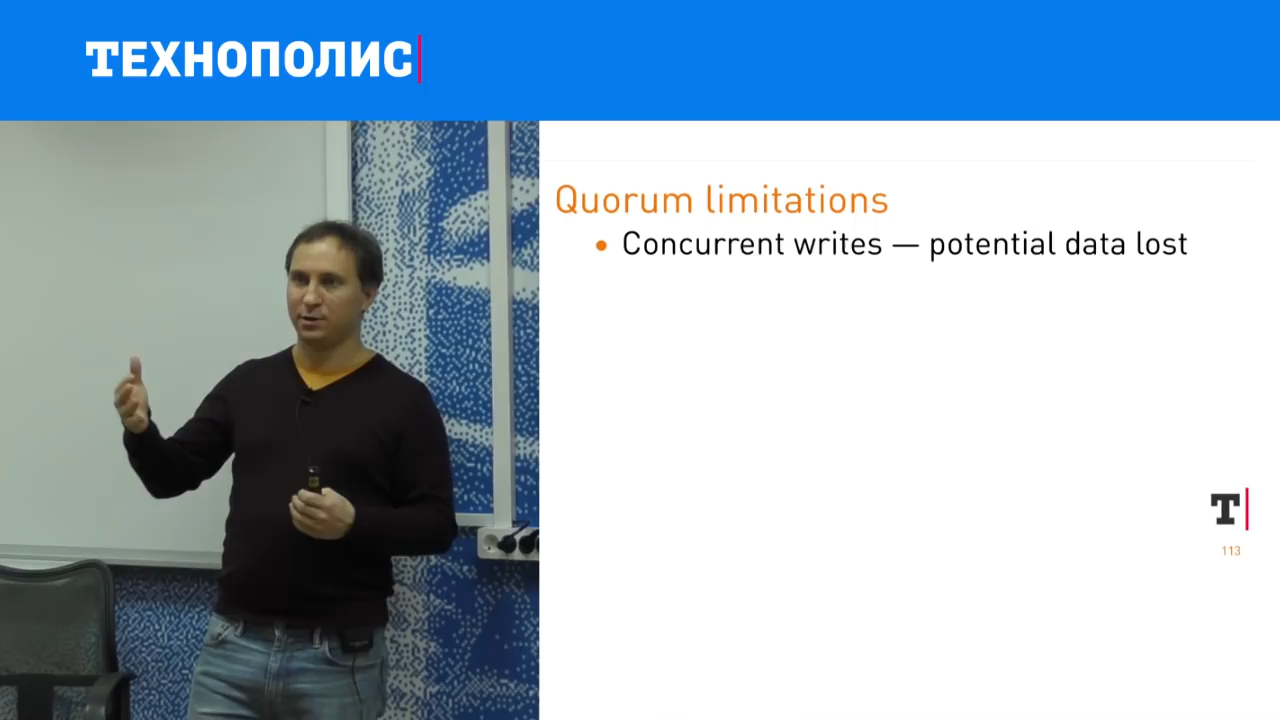 ТЕХНОПОЛИС
Quorum limitations
• Concurrent writes — potential data lost
T
113